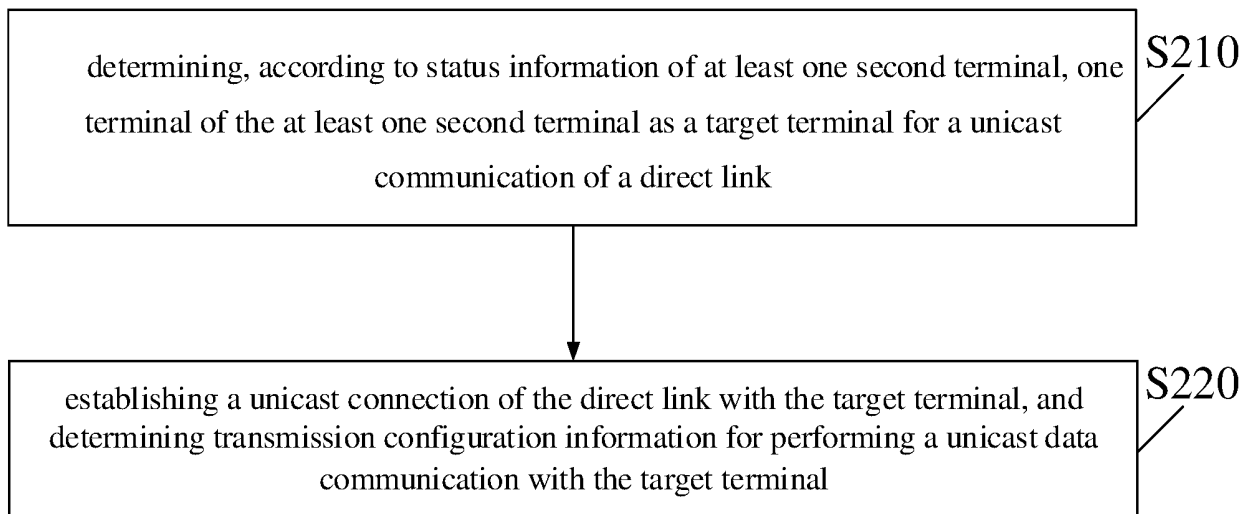 determining, according to status information of at least one second terminal, one
terminal of the at least one second terminal as a target terminal for a unicast
communication of a direct link
S210
establishing a unicast connection of the direct link with the target terminal, and
determining transmission configuration information for performing a unicast data
communication with the target terminal
S220